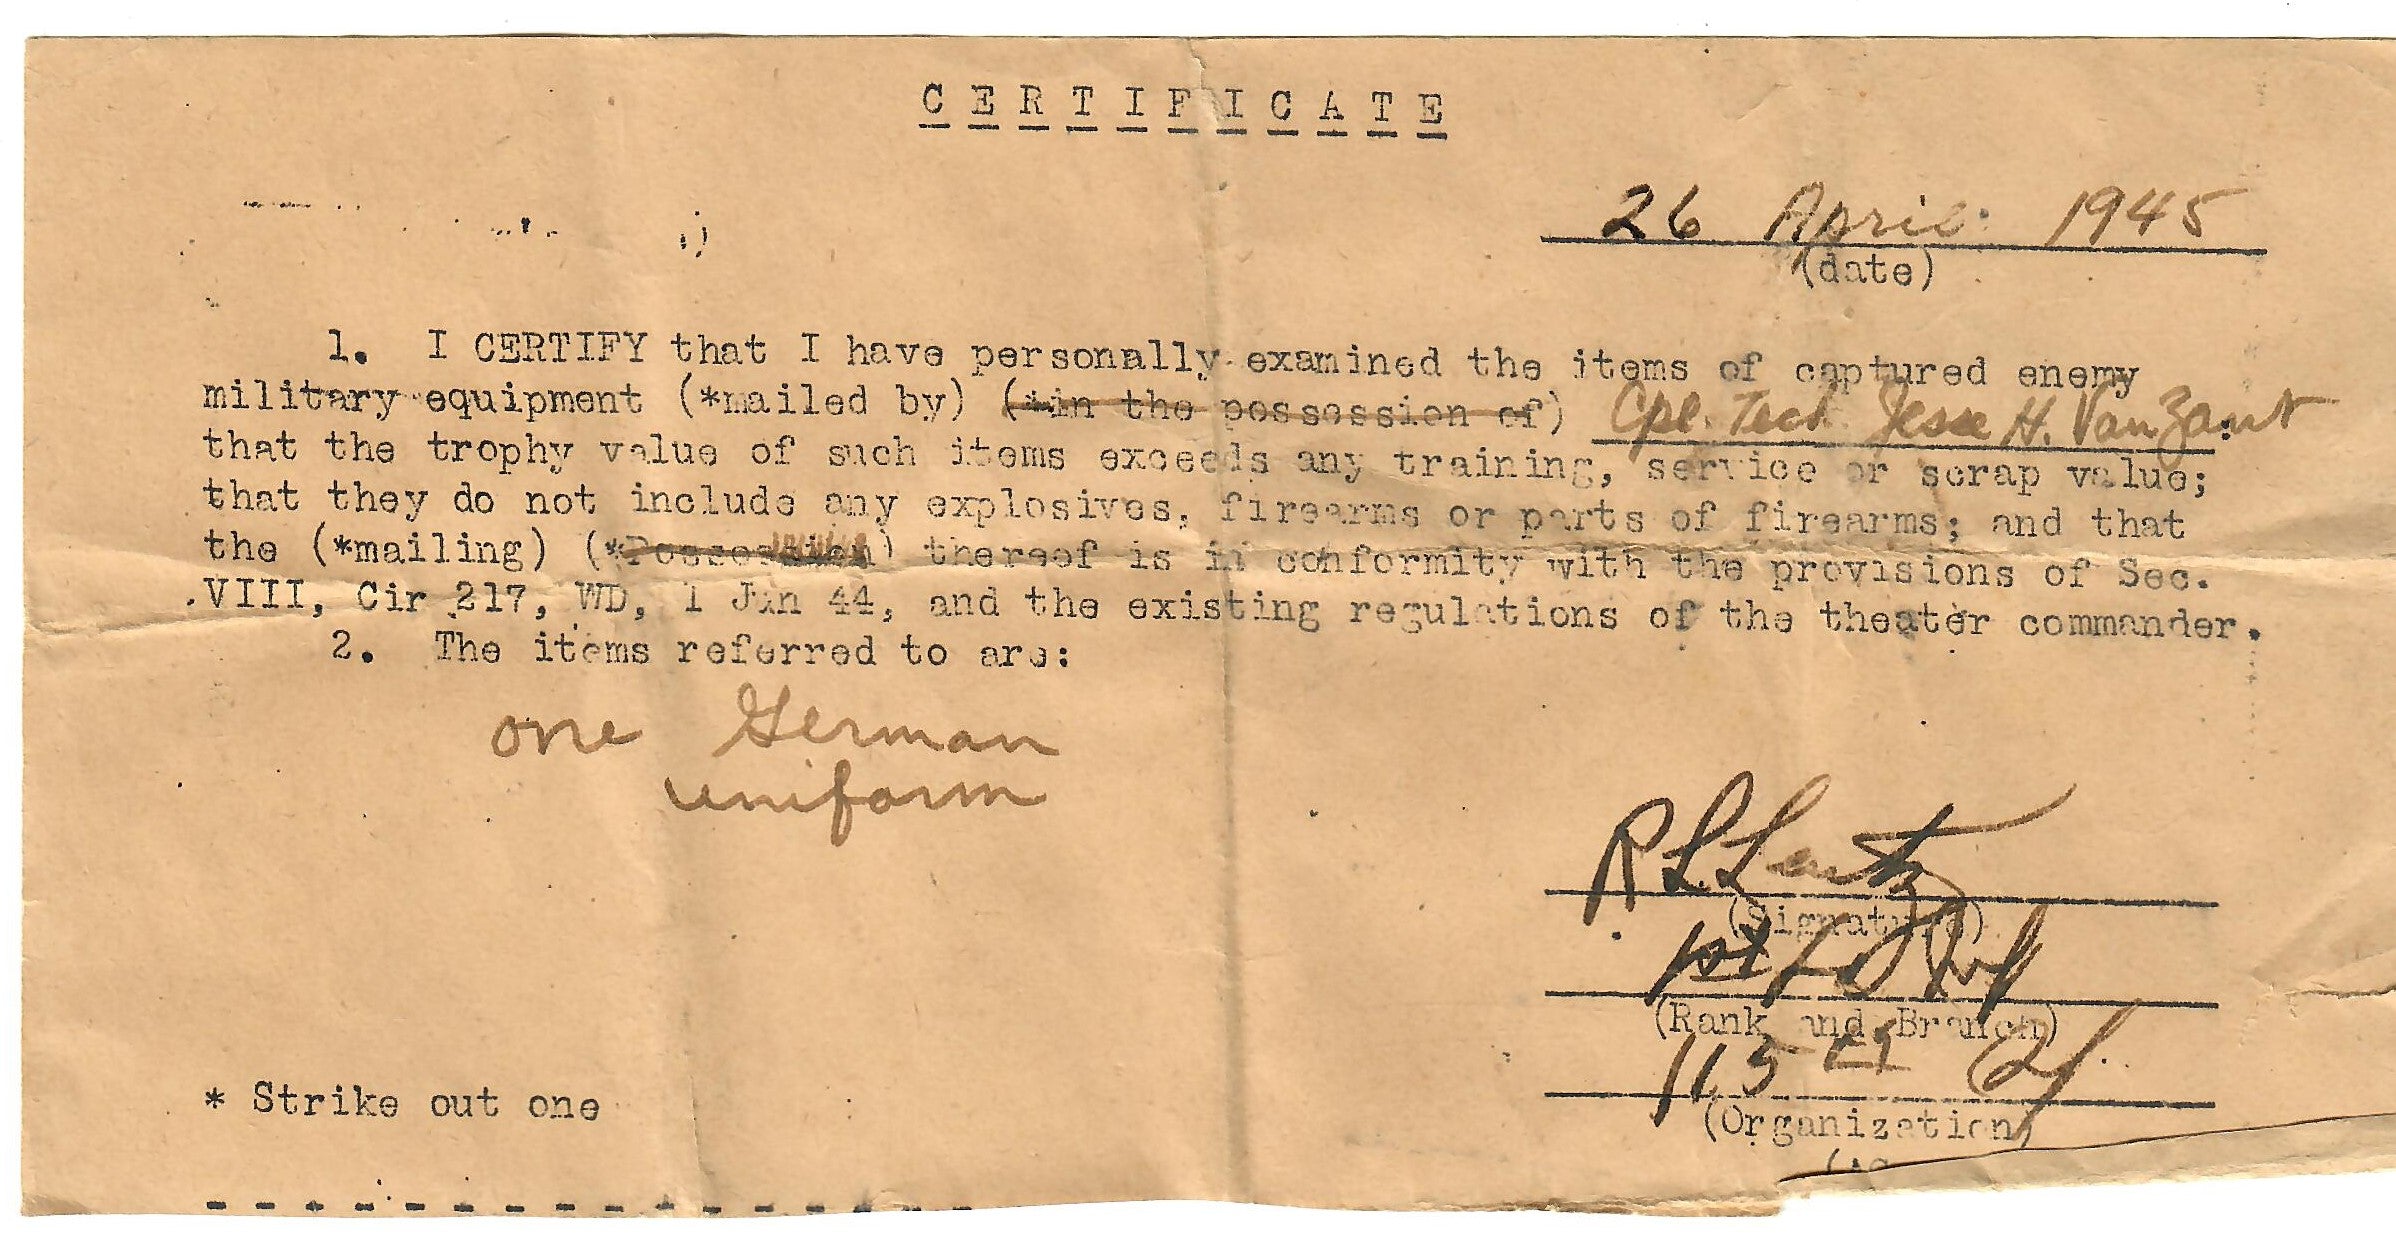 C E R T I F I C A T E
26 April 1945
(date)
1. I CERTIFY that I have personally examined the items of captured enemy
military equipment (*mailed by) (*in the possession of) Cpl. Tech Jesse H. VanZant;
that the trophy value of such items exceeds any training, service or scrap value;
that they do not include any explosives, firearms or parts of firearms; and that
the (*mailing) (*Possession) thereof is in conformity with the provisions of Sec.
VIII, Cir 217, WD, 1 Jun 44, and the existing regulations of the theater commander.
2. The items referred to are:
one German
uniform
R L Lentz
(Signature)
1st Lt Inf
(Rank and Branch)
115
* Strike out one
(Organization)